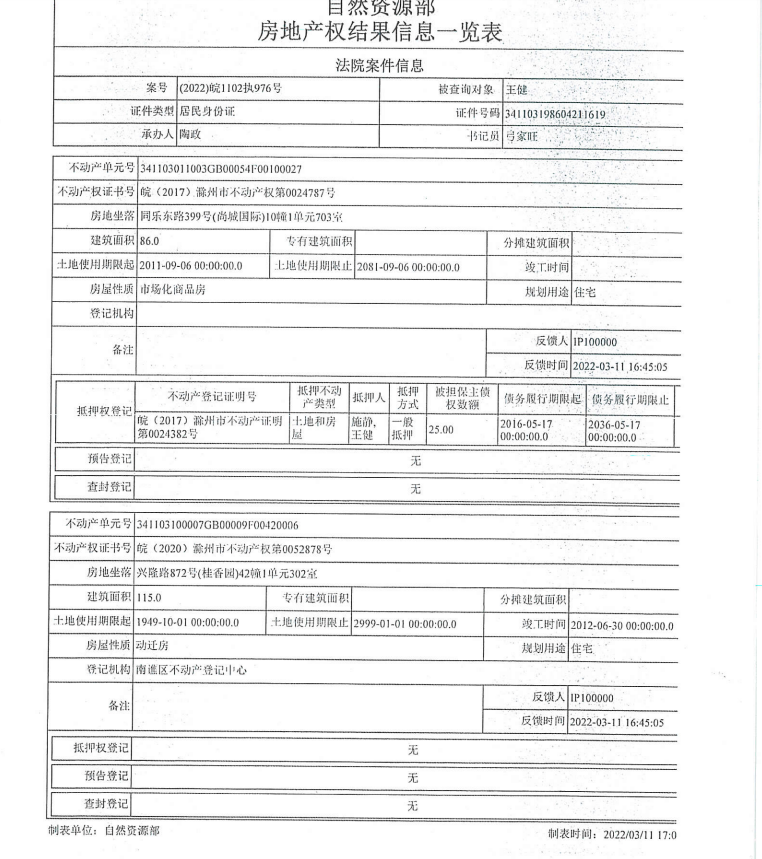 自然资源部
房地产权结果信息一览表
法院案件信息
案号 (2022)皖1102执976号 被查询对象 王健
证件类型 居民身份证 证件号码 341103198604211619
承办人 陶政 书记员 弓家旺
不动产单元号 341103011003GB00054F00100027
不动产权证书号 皖（2017）滁州市不动产权第0024787号
房地坐落 同乐东路399号(尚城国际)10幢1单元703室
建筑面积 86.0 专有建筑面积 分摊建筑面积
土地使用期限起 2011-09-06 00:00:00.0 土地使用期限止 2081-09-06 00:00:00.0 竣工时间
房屋性质 市场化商品房 规划用途 住宅
登记机构
备注 反馈人 IP100000
反馈时间 2022-03-11 16:45:05
抵押权登记 不动产登记证明号 抵押不动产类型 抵押人 抵押方式 被担保主债权数额 债务履行期限起 债务履行期限止
皖（2017）滁州市不动产证明第0024382号 土地和房屋 施静,王健 一般抵押 25.00 2016-05-17 00:00:00.0 2036-05-17 00:00:00.0
预告登记 无
查封登记 无
不动产单元号 341103100007GB00009F00420006
不动产权证书号 皖（2020）滁州市不动产权第0052878号
房地坐落 兴隆路872号(桂香园)42幢1单元302室
建筑面积 115.0 专有建筑面积 分摊建筑面积
土地使用期限起 1949-10-01 00:00:00.0 土地使用期限止 2999-01-01 00:00:00.0 竣工时间 2012-06-30 00:00:00.0
房屋性质 动迁房 规划用途 住宅
登记机构 南谯区不动产登记中心
备注 反馈人 IP100000
反馈时间 2022-03-11 16:45:05
抵押权登记 无
预告登记 无
查封登记 无
制表单位：自然资源部 制表时间：2022/03/11 17:0